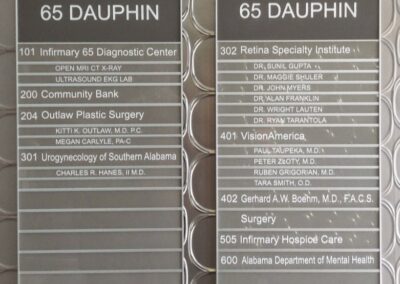 65 DAUPHIN
101 Infirmary 65 Diagnostic Center
OPEN MRI CT X-RAY
ULTRASOUND EKG LAB
200 Community Bank
204 Outlaw Plastic Surgery
KITTI K. OUTLAW, M.D. P.C.
MEGAN CARLYLE, PA-C
301 Urogynecology of Southern Alabama
CHARLES R. HANES, II M.D.
65 DAUPHIN
302 Retina Specialty Institute
DR. SUNIL GUPTA
DR. MAGGIE SHULER
DR. JOHN MYERS
DR. ALAN FRANKLIN
DR. WRIGHT LAUTEN
DR. RYAN TARANTOLA
401 VisionAmerica
PAUL TAUPEKA, M.D.
PETER ZLOTY, M.D.
RUBEN GRIGORIAN, M.D.
TARA SMITH, O.D.
402 Gerhard A.W. Boehm, M.D., F.A.C.S.
Surgery
505 Infirmary Hospice Care
600 Alabama Department of Mental Health